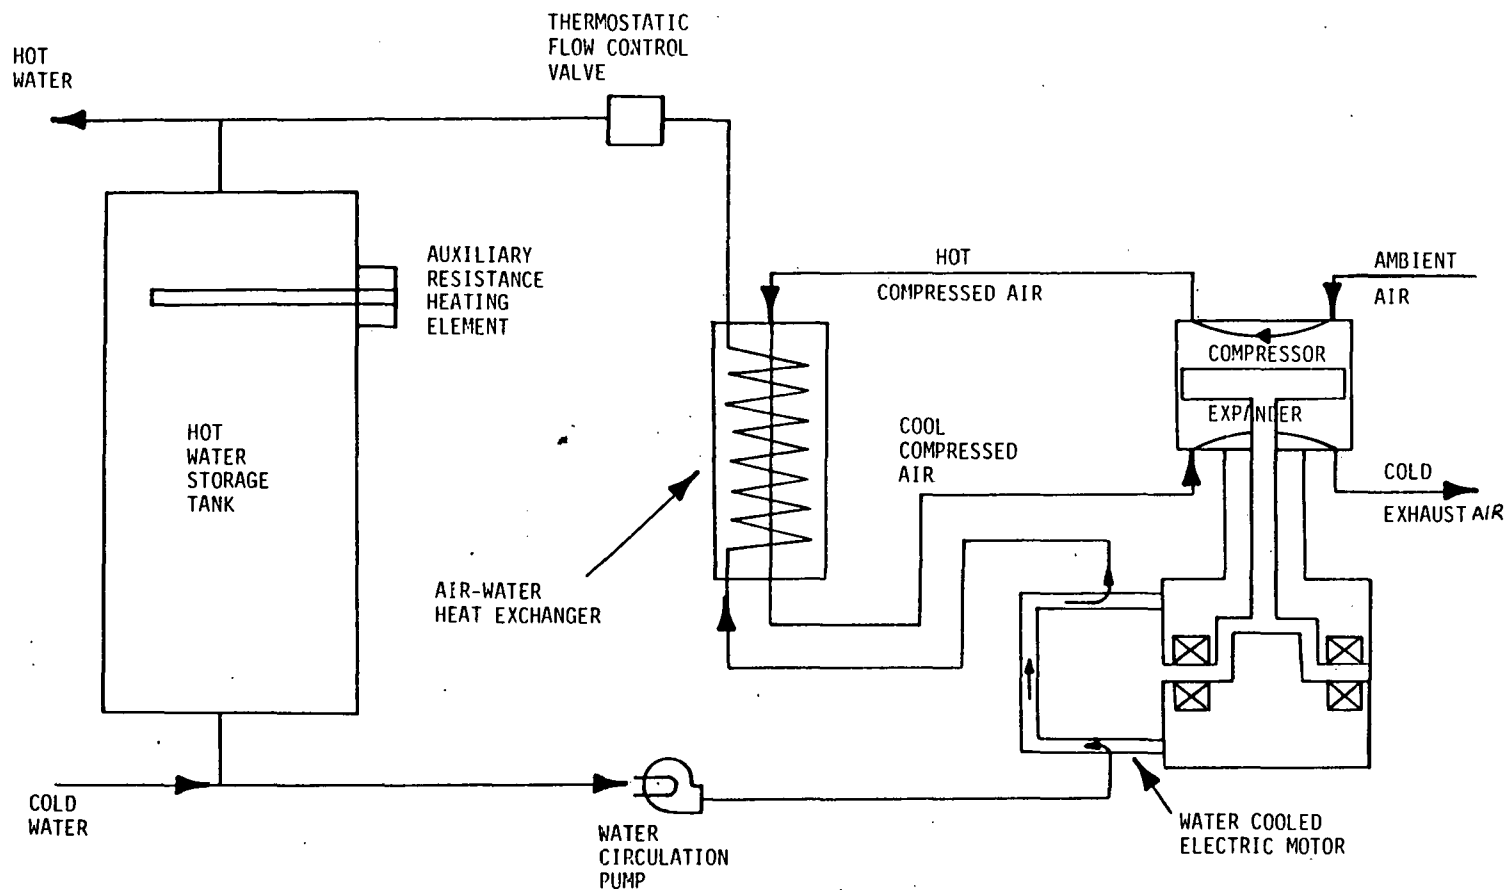 THERMOSTATIC
FLOW CONTROL
VALVE
HOT
WATER
AUXILIARY
RESISTANCE
HEATING
ELEMENT
HOT
COMPRESSED AIR
AMBIENT
AIR
COMPRESSOR
EXPANDER
HOT
WATER
STORAGE
TANK
COOL
COMPRESSED
AIR
COLD
EXHAUST AIR
AIR-WATER
HEAT EXCHANGER
COLD
WATER
WATER
CIRCULATION
PUMP
WATER COOLED
ELECTRIC MOTOR